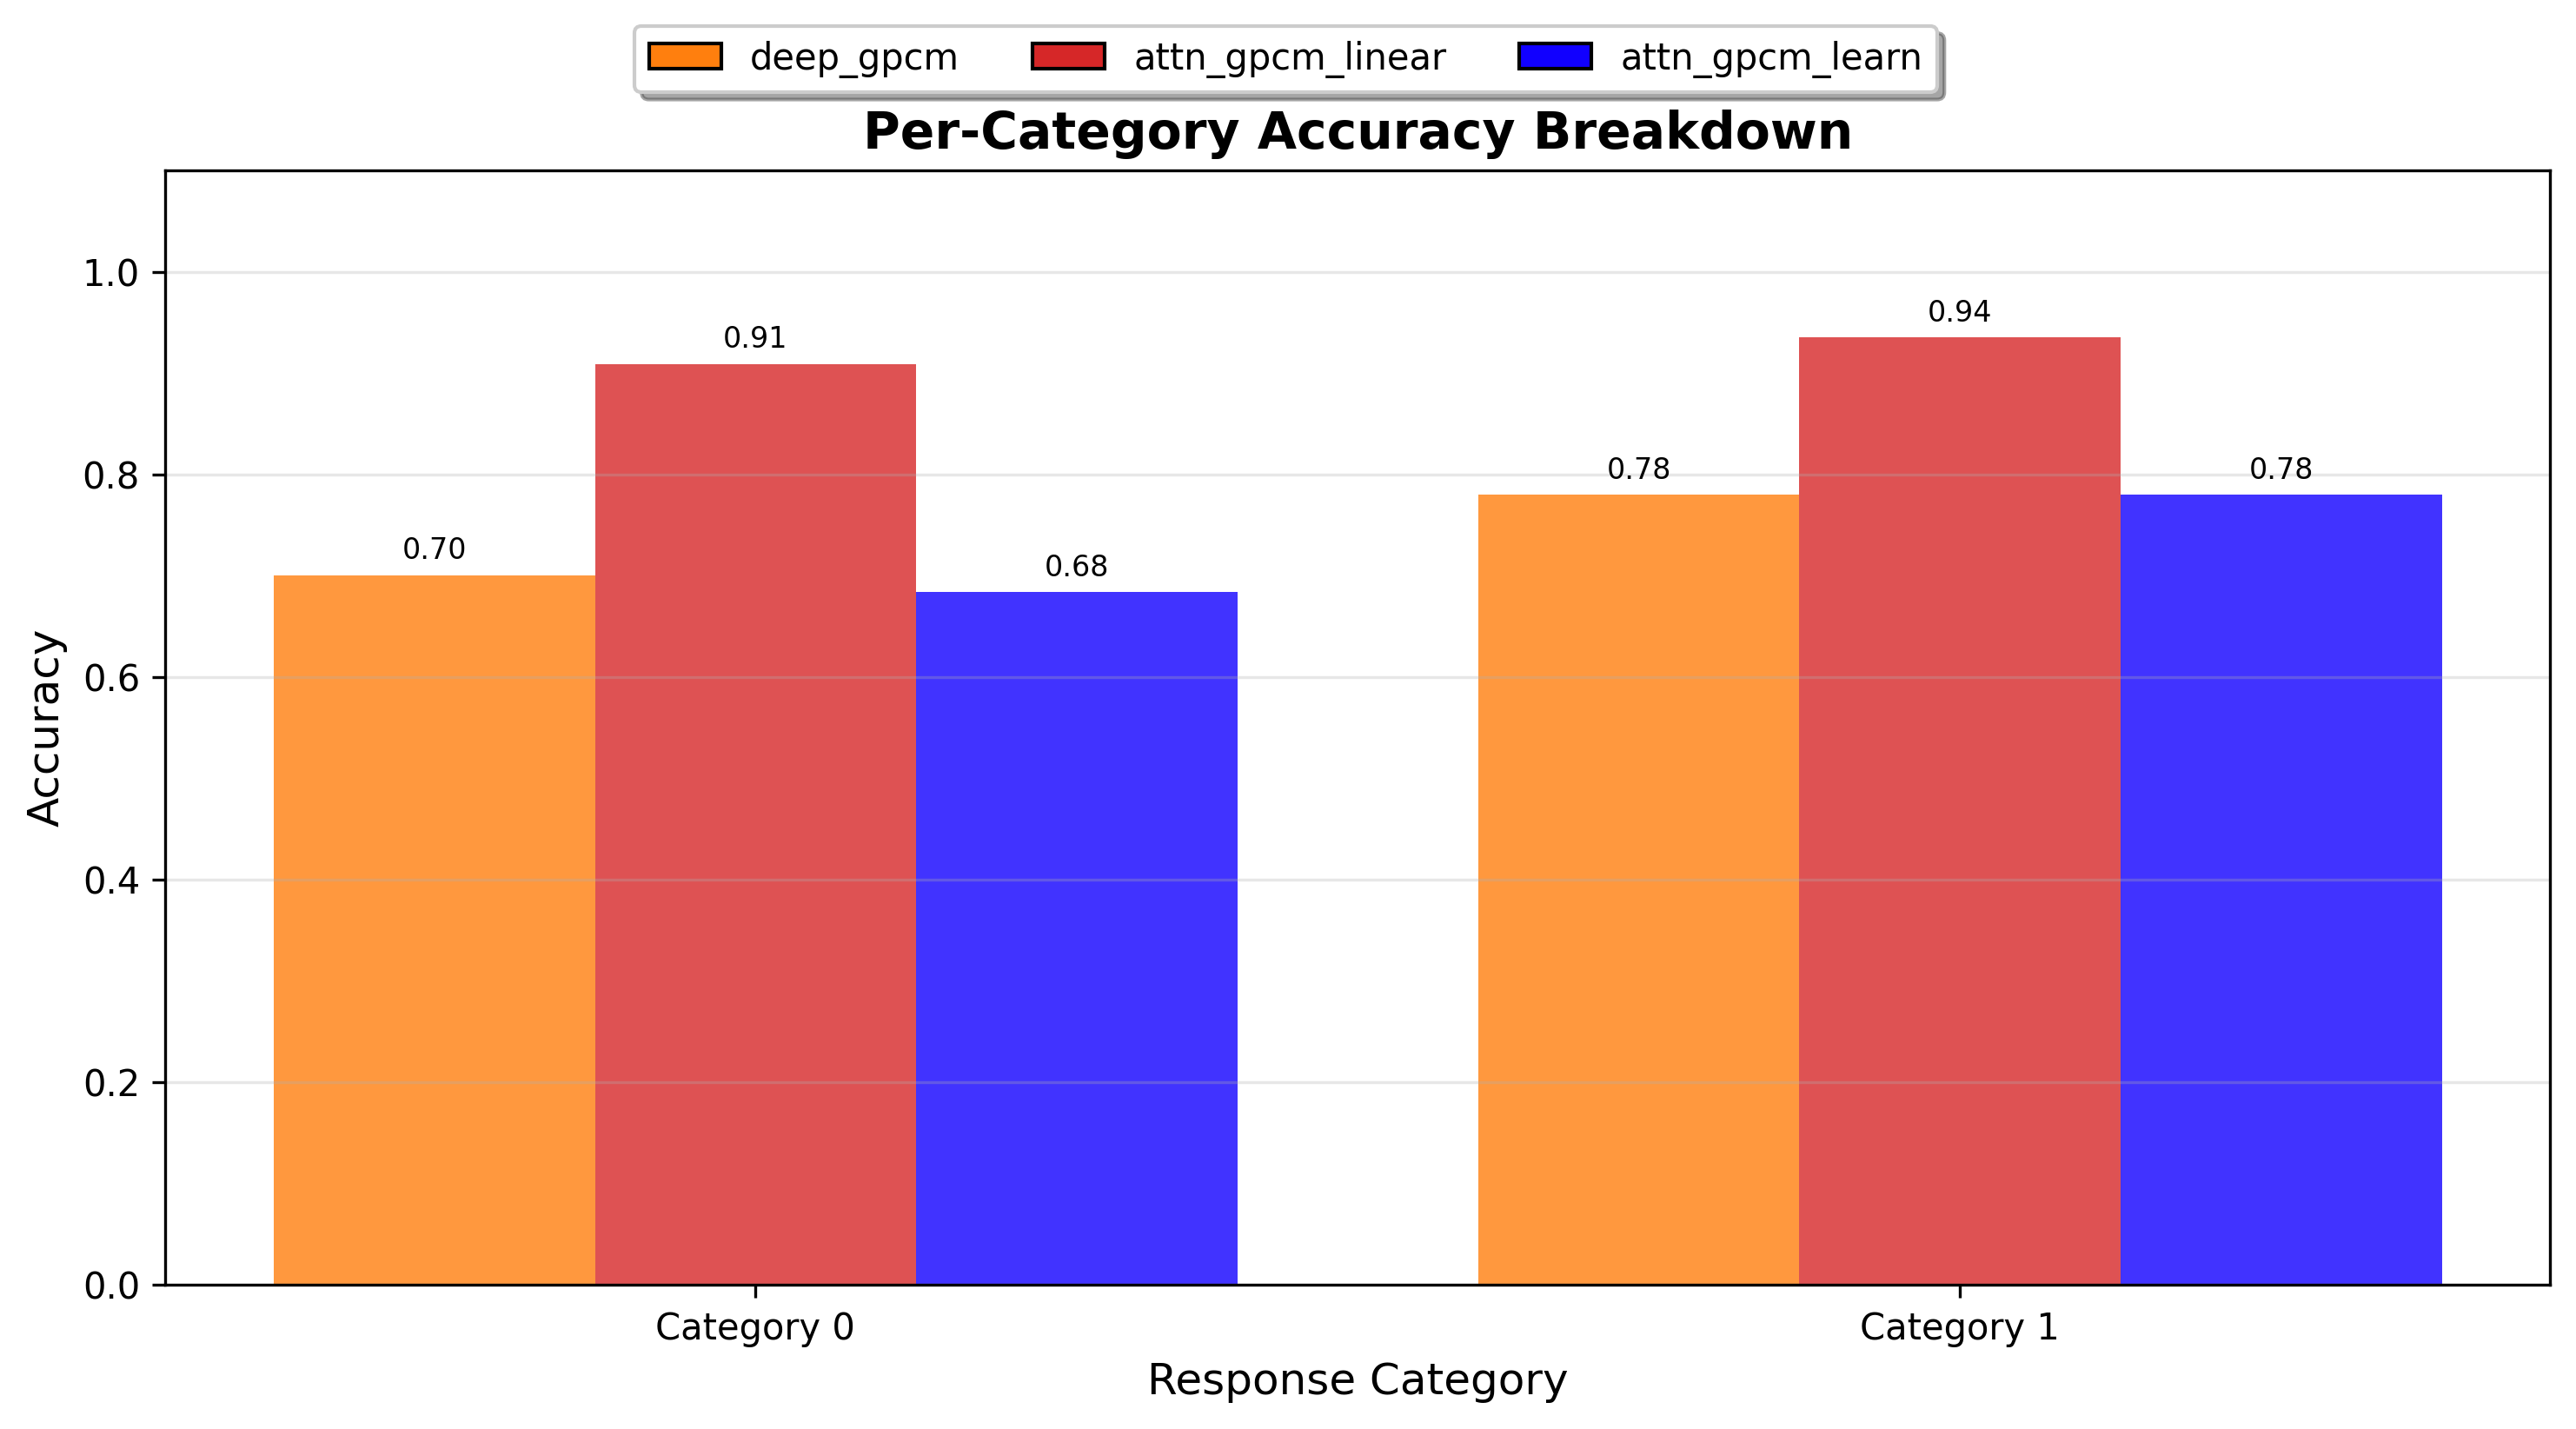 deep_gpcm attn_gpcm_linear attn_gpcm_learn
Per-Category Accuracy Breakdown
1.0
0.8
0.6
0.4
0.2
0.0
Accuracy
0.91
0.70
0.68
0.94
0.78
0.78
Category 0
Category 1
Response Category